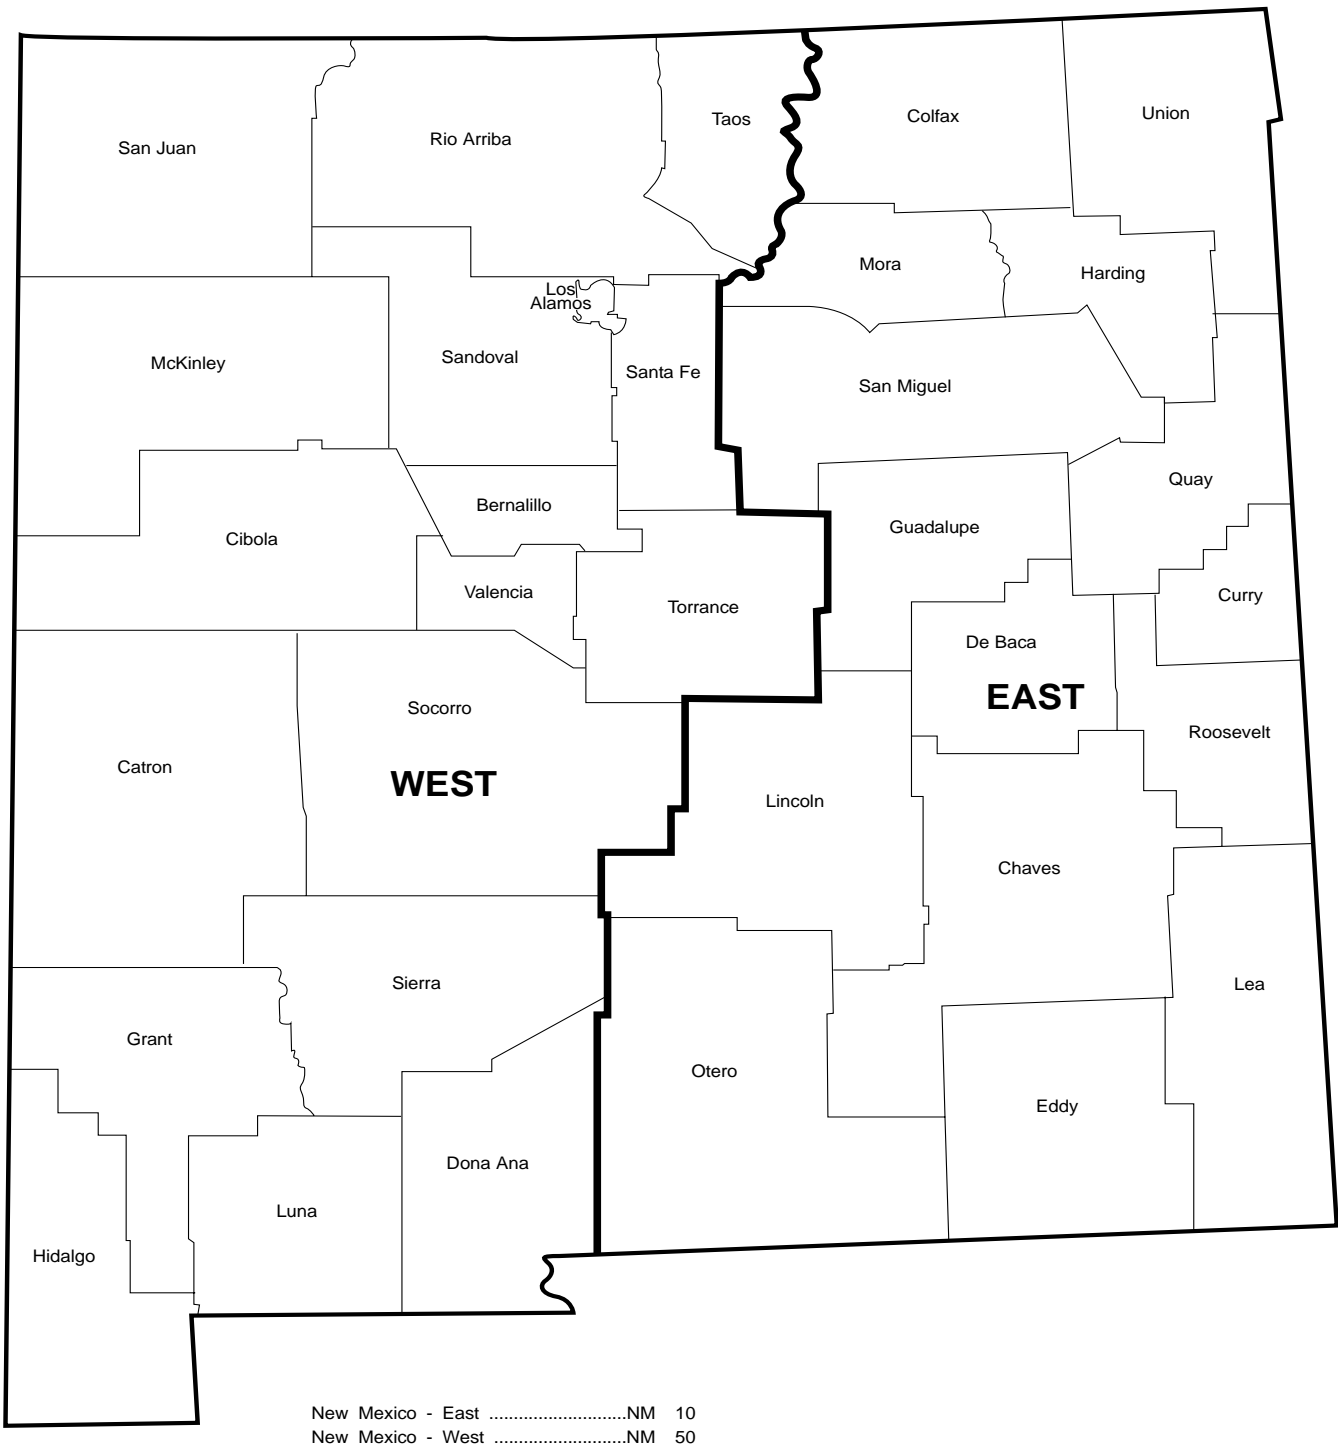 Union
Colfax
Taos
Rio Arriba
San Juan
Mora
Harding
Los
Alamos
McKinley
Sandoval
Santa Fe
San Miguel
Quay
Bernalillo
Guadalupe
Cibola
Valencia
Curry
Torrance
De Baca
EAST
Socorro
Roosevelt
Catron
WEST
Lincoln
Chaves
Sierra
Lea
Grant
Otero
Eddy
Dona Ana
Luna
Hidalgo
New Mexico - East ............................NM 10
New Mexico - West ...........................NM 50